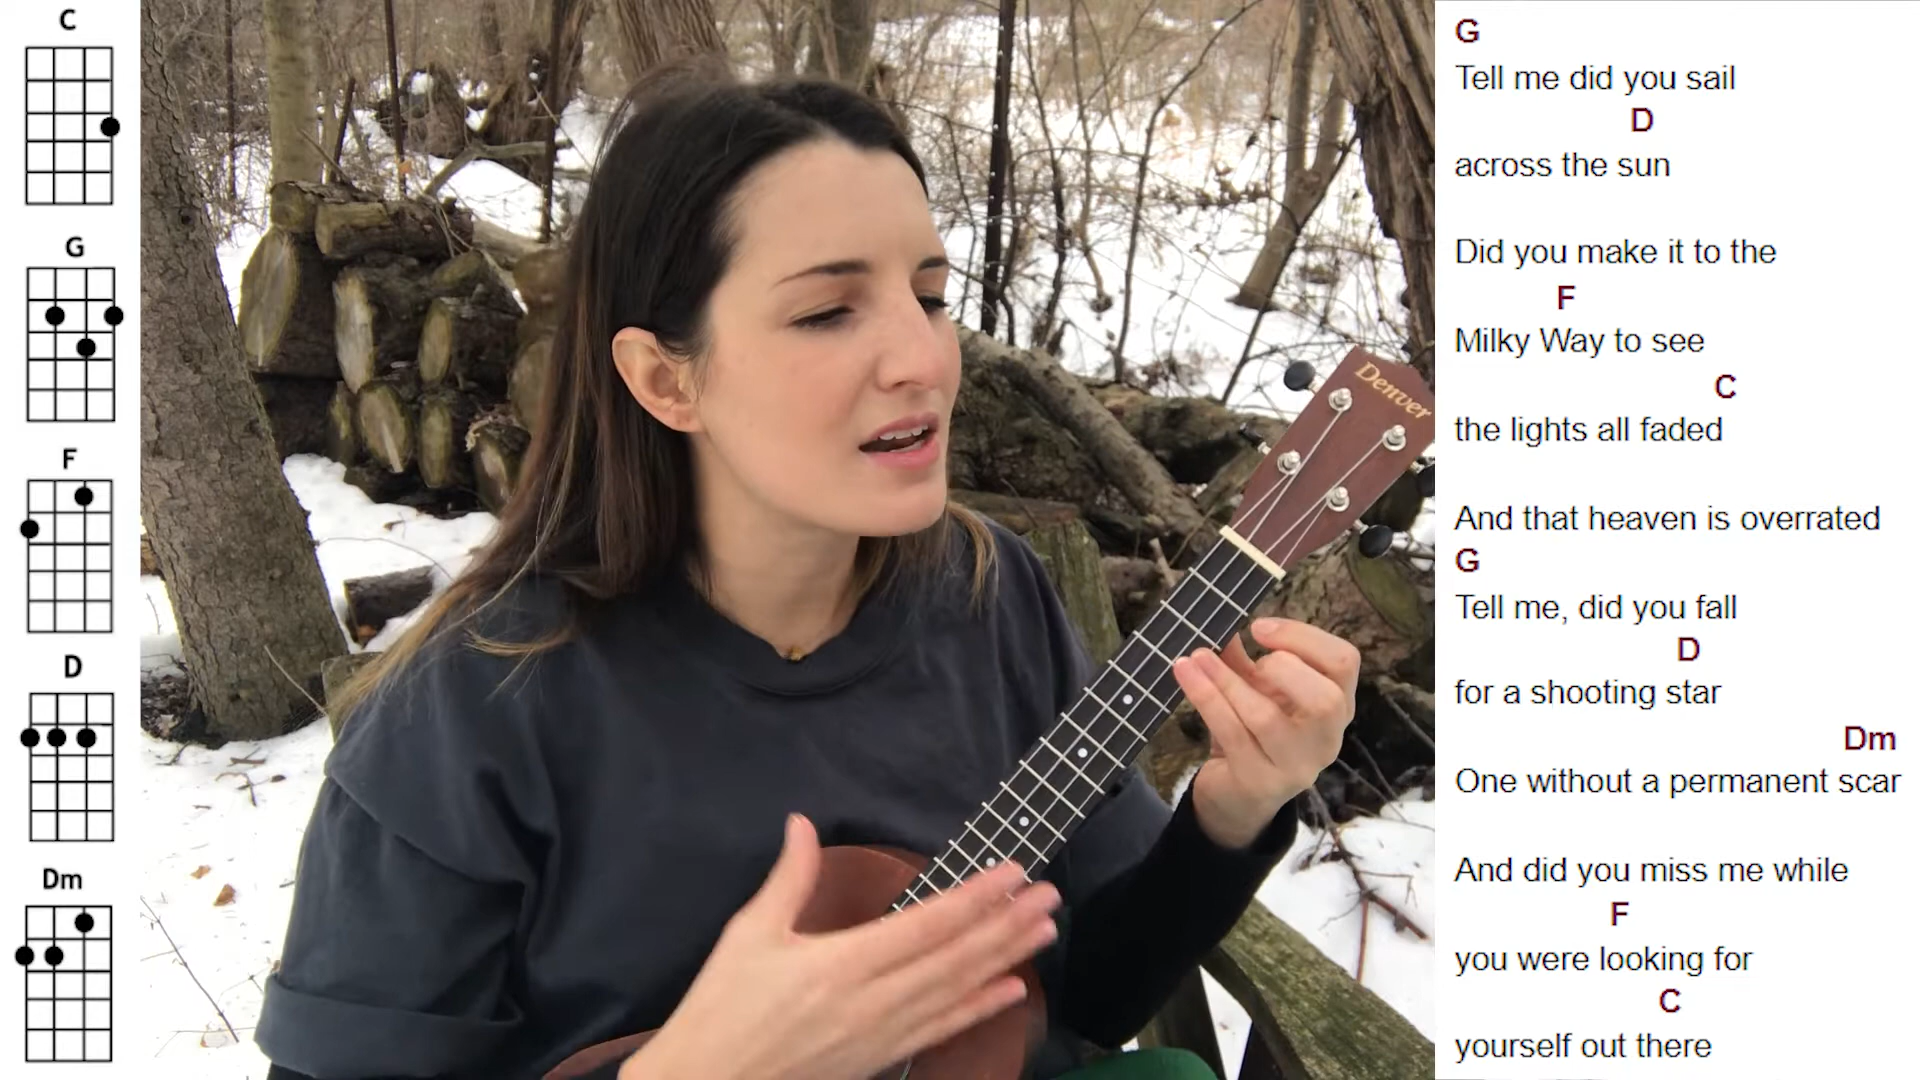 C
G
F
D
Dm
Denver
G
Tell me did you sail
D
across the sun
Did you make it to the
F
Milky Way to see
C
the lights all faded
And that heaven is overrated
G
Tell me, did you fall
D
for a shooting star
Dm
One without a permanent scar
And did you miss me while
F
you were looking for
C
yourself out there